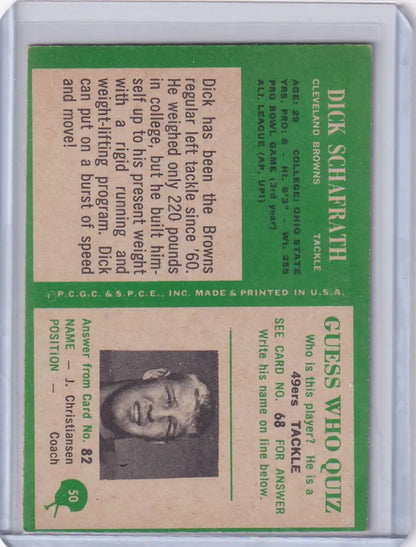 DICK SCHAFRATH
CLEVELAND BROWNS TACKLE
AGE: 29 COLLEGE: OHIO STATE
YRS. PRO: 8 - Ht. 6'3" - Wt. 255
PRO BOWL GAME (3rd year)
ALL LEAGUE (AP, UPI)
Dick has been the Browns
regular left tackle since '60.
He weighed only 220 pounds
in college, but he built him-
self up to his present weight
with a rigid running and
weight-lifting program. Dick
can put on a burst of speed
and move!
©P.C.G.C. & S.P.C.E., INC. MADE & PRINTED IN U.S.A.
GUESS WHO QUIZ
Who is this player? He is a
49ers TACKLE
SEE CARD NO. 68 FOR ANSWER
Write his name on line below.
Answer from Card No. 82
NAME - J. Christiansen
POSITION - Coach
50